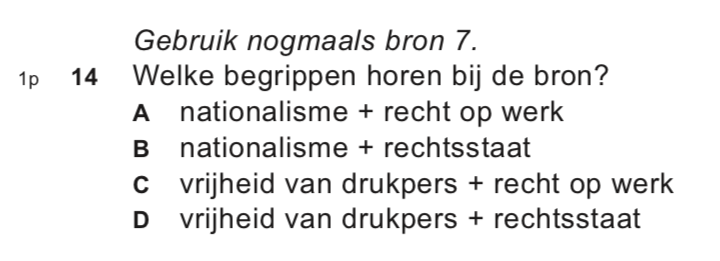 Gebruik nogmaals bron 7.
1p 14 Welke begrippen horen bij de bron?
A nationalisme + recht op werk
B nationalisme + rechtsstaat
C vrijheid van drukpers + recht op werk
D vrijheid van drukpers + rechtsstaat